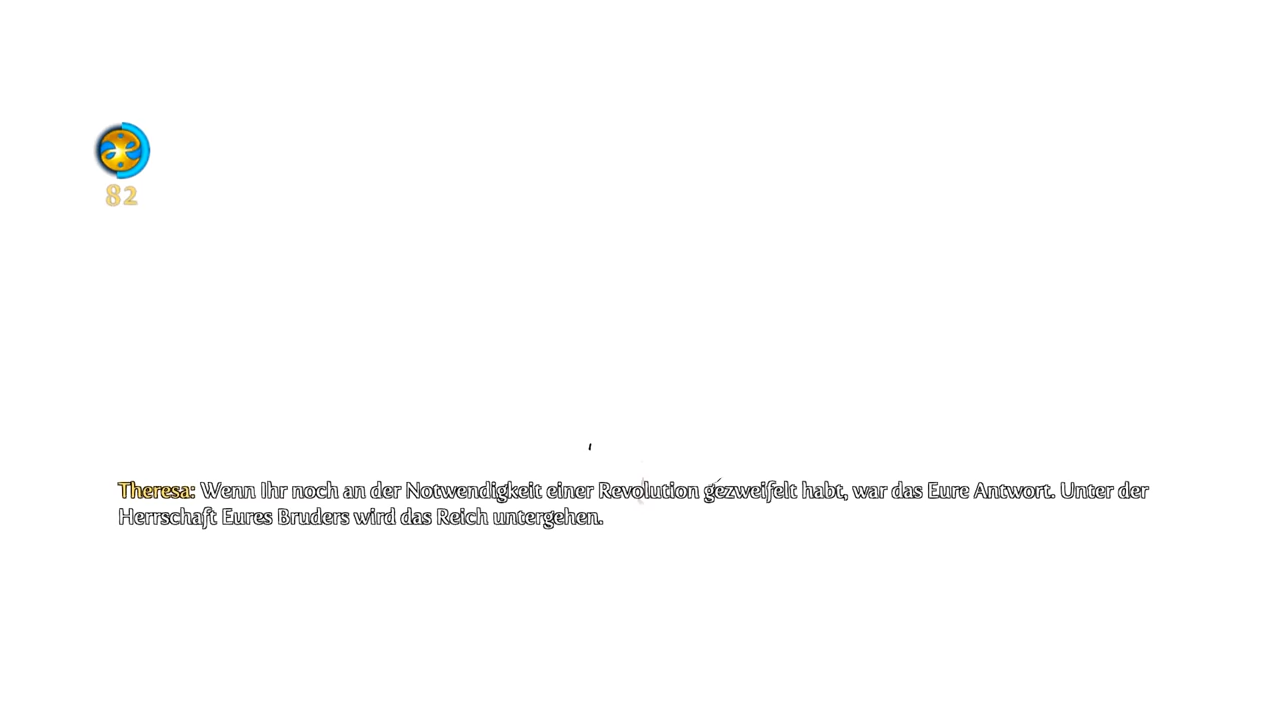 82
Theresa: Wenn Ihr noch an der Notwendigkeit einer Revolution gezweifelt habt, war das Eure Antwort. Unter der
Herrschaft Eures Bruders wird das Reich untergehen.